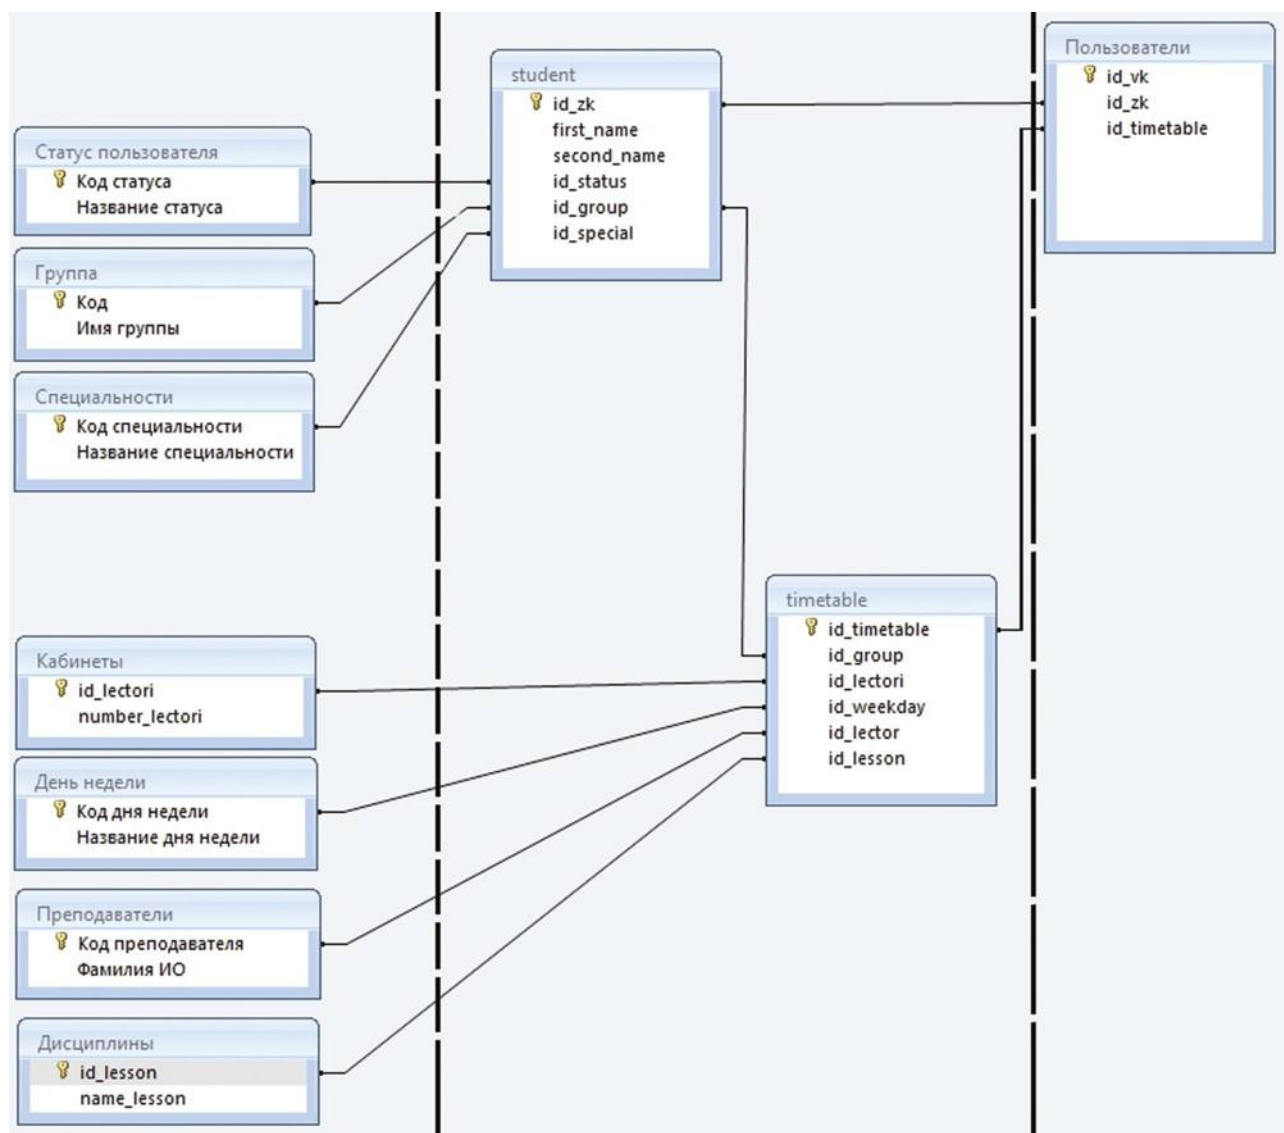 Статус пользователя
Код статуса
Название статуса
Группа
Код
Имя группы
Специальности
Код специальности
Название специальности
Кабинеты
id_lectori
number_lectori
День недели
Код дня недели
Название дня недели
Преподаватели
Код преподавателя
Фамилия ИО
Дисциплины
id_lesson
name_lesson
student
id_zk
first_name
second_name
id_status
id_group
id_special
timetable
id_timetable
id_group
id_lectori
id_weekday
id_lector
id_lesson
Пользователи
id_vk
id_zk
id_timetable